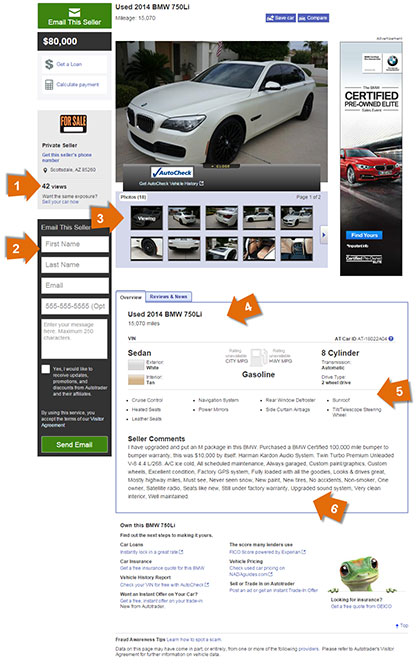 Used 2014 BMW 750Li
Mileage: 15,070
Save car
Compare
Email This Seller
$80,000
Get a Loan
Calculate payment
FOR SALE
Private Seller
Get this seller's phone
number
Scottsdale, AZ 85260
1
42 views
Want the same exposure?
Sell your car now
2
Email This Seller
First Name
Last Name
Email
555-555-5555 (Opt
Enter your message
here. Maximum 250
characters.
Yes, I would like to
receive updates,
promotions, and
discounts from Autotrader
and their affiliates.
By using this service, you
accept the terms of our Visitor
Agreement
Send Email
CLOSE
AutoCheck
Get AutoCheck Vehicle History
3
Photos (18)
Page 1 of 2
Viewing
Advertisement
The BMW
CERTIFIED
PRE-OWNED ELITE
Sales Event
Find Yours
*Important info
Overview
Reviews & News
4
Used 2014 BMW 750Li
15,070 miles
VIN
AT Car ID AT-16022A04
Sedan
Exterior
White
Interior
Tan
Rating
unavailable
CITY MPG
Rating
unavailable
HWY MPG
Gasoline
8 Cylinder
Transmission:
Automatic
Drive Type:
2 wheel drive
5
Cruise Control
Heated Seats
Leather Seats
Navigation System
Power Mirrors
Rear Window Defroster
Side Curtain Airbags
Sunroof
Tilt/Telescope Steering
Wheel
Seller Comments
I have upgraded and put an M package in this BMW. Purchased a BMW Certified 100,000 mile bumper to
bumper warranty, this was $10,000 by itself. Harman Kardon Audio System. Twin Turbo Premium Unleaded
V-8 4.4 L/268. A/C ice cold, All scheduled maintenance, Always garaged, Custom paint/graphics, Custom
wheels, Excellent condition, Factory GPS system, Fully loaded with all the goodies, Looks & drives great,
Mostly highway miles, Must see, Never seen snow, New paint, New tires, No accidents, Non-smoker, One
owner, Satellite radio, Seats like new, Still under factory warranty, Upgraded sound system, Very clean
interior, Well maintained.
6
Own this BMW 750Li
Find out the next steps to making it yours.
Car Loans
Instantly lock in a great rate
Car Insurance
Get a free insurance quote for this BMW
Vehicle History Report
Check your VIN for free with AutoCheck
Want an Instant Offer on Your Car?
Get a free, instant offer on your trade-in
New from Autotrader.
The score many lenders use
FICO Score powered by Experian
Vehicle Pricing
Check used car pricing on
NADAguides.com
Sell or Trade In on Autotrader
Post an ad or get an instant Trade-In Offer
Looking for insurance?
Get a free quote from GEICO
Top
Fraud Awareness Tips Learn how to spot a scam.
Data on this page may have come in part, or entirely, from one or more of the following providers. Please refer to Autotrader's Visitor
Agreement for further information on vehicle data.